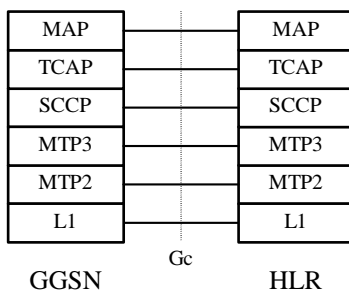 MAP MAP
TCAP TCAP
SCCP SCCP
MTP3 MTP3
MTP2 MTP2
L1 L1
Gc
GGSN HLR